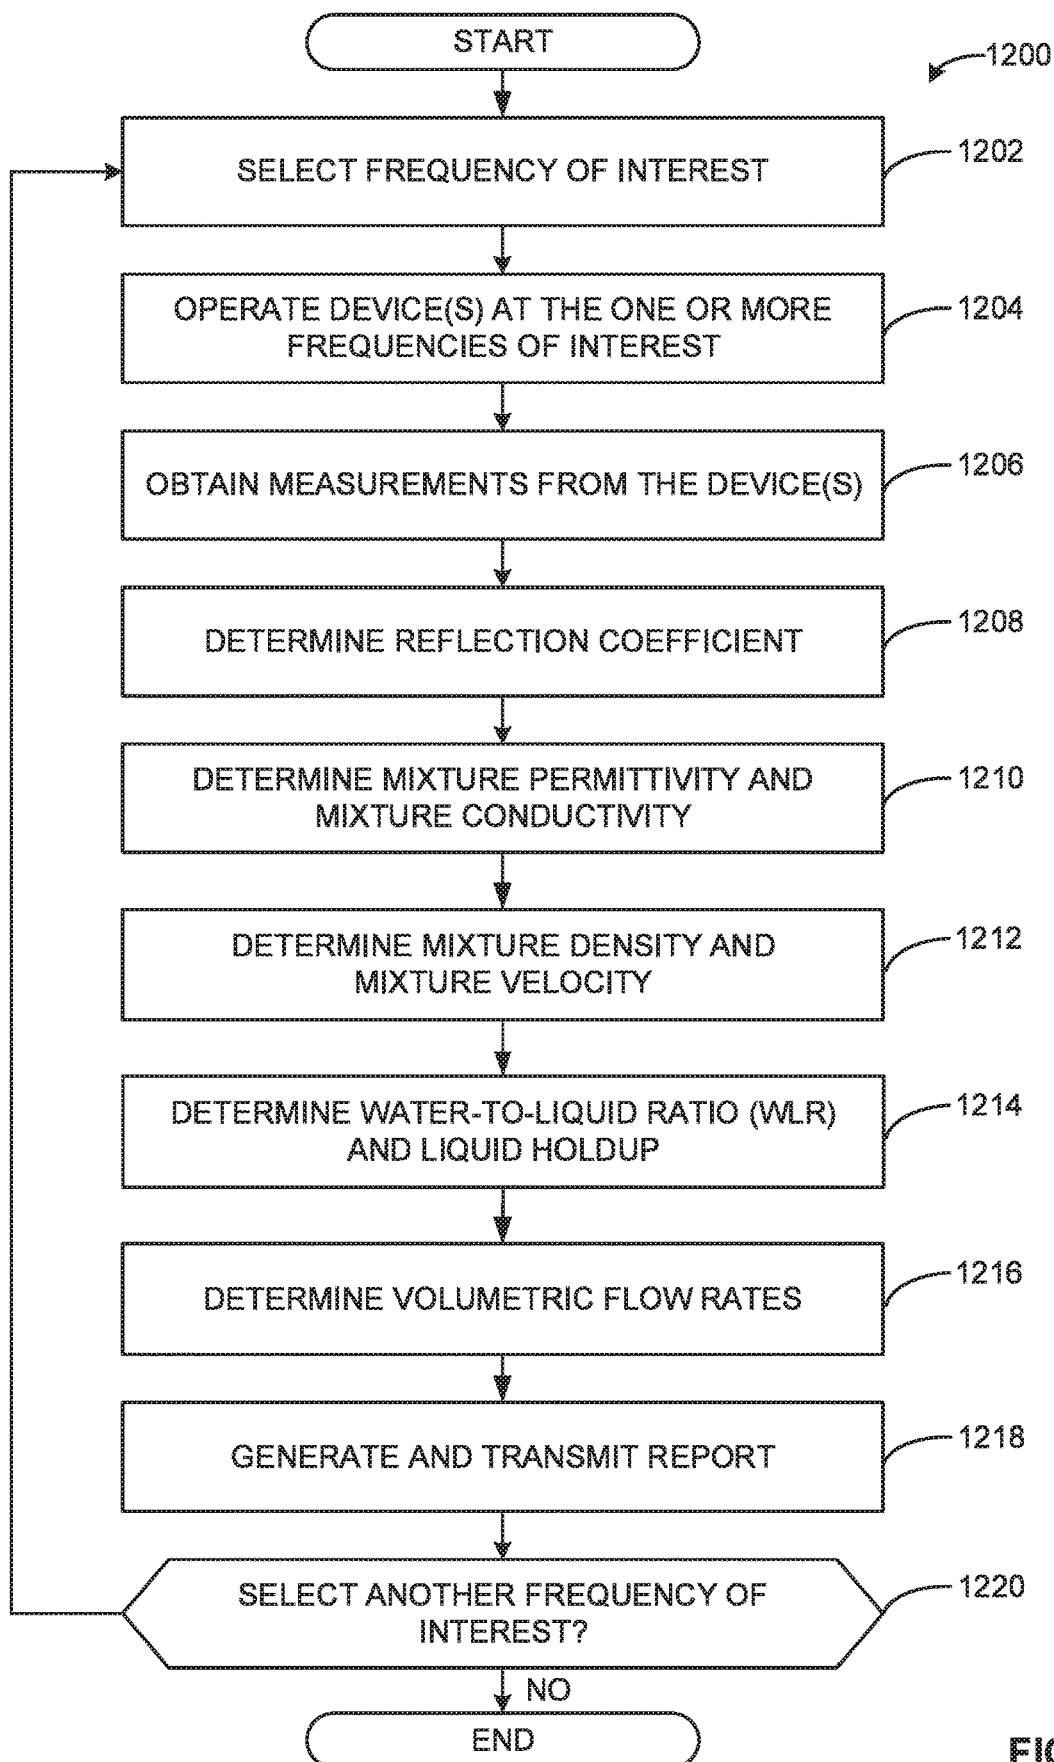 START
1200
SELECT FREQUENCY OF INTEREST
1202
OPERATE DEVICE(S) AT THE ONE OR MORE
FREQUENCIES OF INTEREST
1204
OBTAIN MEASUREMENTS FROM THE DEVICE(S)
1206
DETERMINE REFLECTION COEFFICIENT
1208
DETERMINE MIXTURE PERMITTIVITY AND
MIXTURE CONDUCTIVITY
1210
DETERMINE MIXTURE DENSITY AND
MIXTURE VELOCITY
1212
DETERMINE WATER-TO-LIQUID RATIO (WLR)
AND LIQUID HOLDUP
1214
DETERMINE VOLUMETRIC FLOW RATES
1216
GENERATE AND TRANSMIT REPORT
1218
SELECT ANOTHER FREQUENCY OF
INTEREST?
1220
NO
END